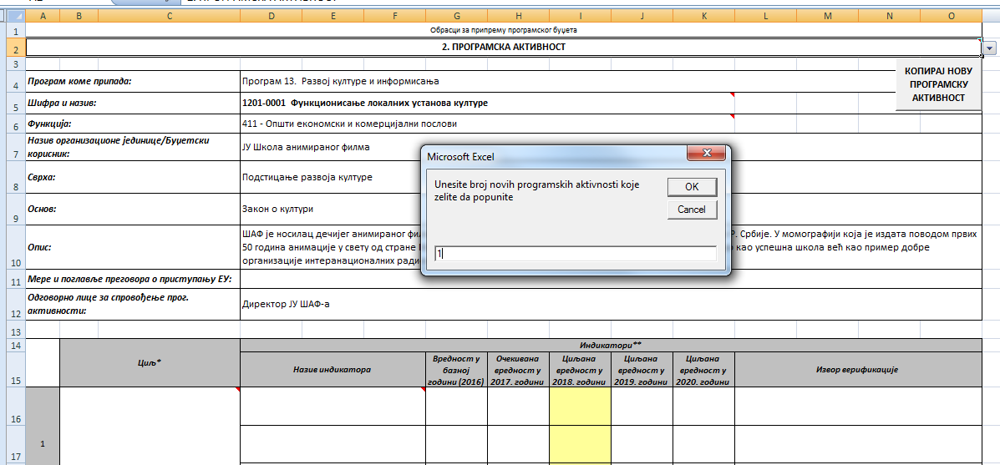 A B C D E F G H I J K L M N O
1 Обрасци за припрему програмског буџета
2 2. ПРОГРАМСКА АКТИВНОСТ
3
КОПИРАЈ НОВУ
ПРОГРАМСКУ
АКТИВНОСТ
4 Програм коме припада: Програм 13. Развој културе и информисања
5 Шифра и назив: 1201-0001 Функционисање локалних установа културе
6 Функција: 411 - Општи економски и комерцијални послови
7 Назив организационе јединице/Буџетски
корисник: ЈУ Школа анимираног филма
8 Сврха: Подстицање развоја културе
9 Основ: Закон о култури
10 Опис: ШАФ је носилац дечијег анимираног Р. Србије. У момографији која је издата поводом првих
50 година анимације у свету од стране као успешна школа већ као пример добре
организације интеранационалних
11 Мере и поглавље преговора о приступању ЕУ:
12 Одговорно лице за спровођење прог.
активности: Директор ЈУ ШАФ-а
Microsoft Excel
Unesite broj novih programskih aktivnosti koje
zelite da popunite
OK
Cancel
1
13
14 Индикатори**
15 Циљ* Назив индикатора
Вредност у
базној
години (2016)
Очекивана
вредност у
2017. години
Циљана
вредност у
2018. години
Циљана
вредност у
2019. години
Циљана
вредност у
2020. години
Извор верификације
16
1
17